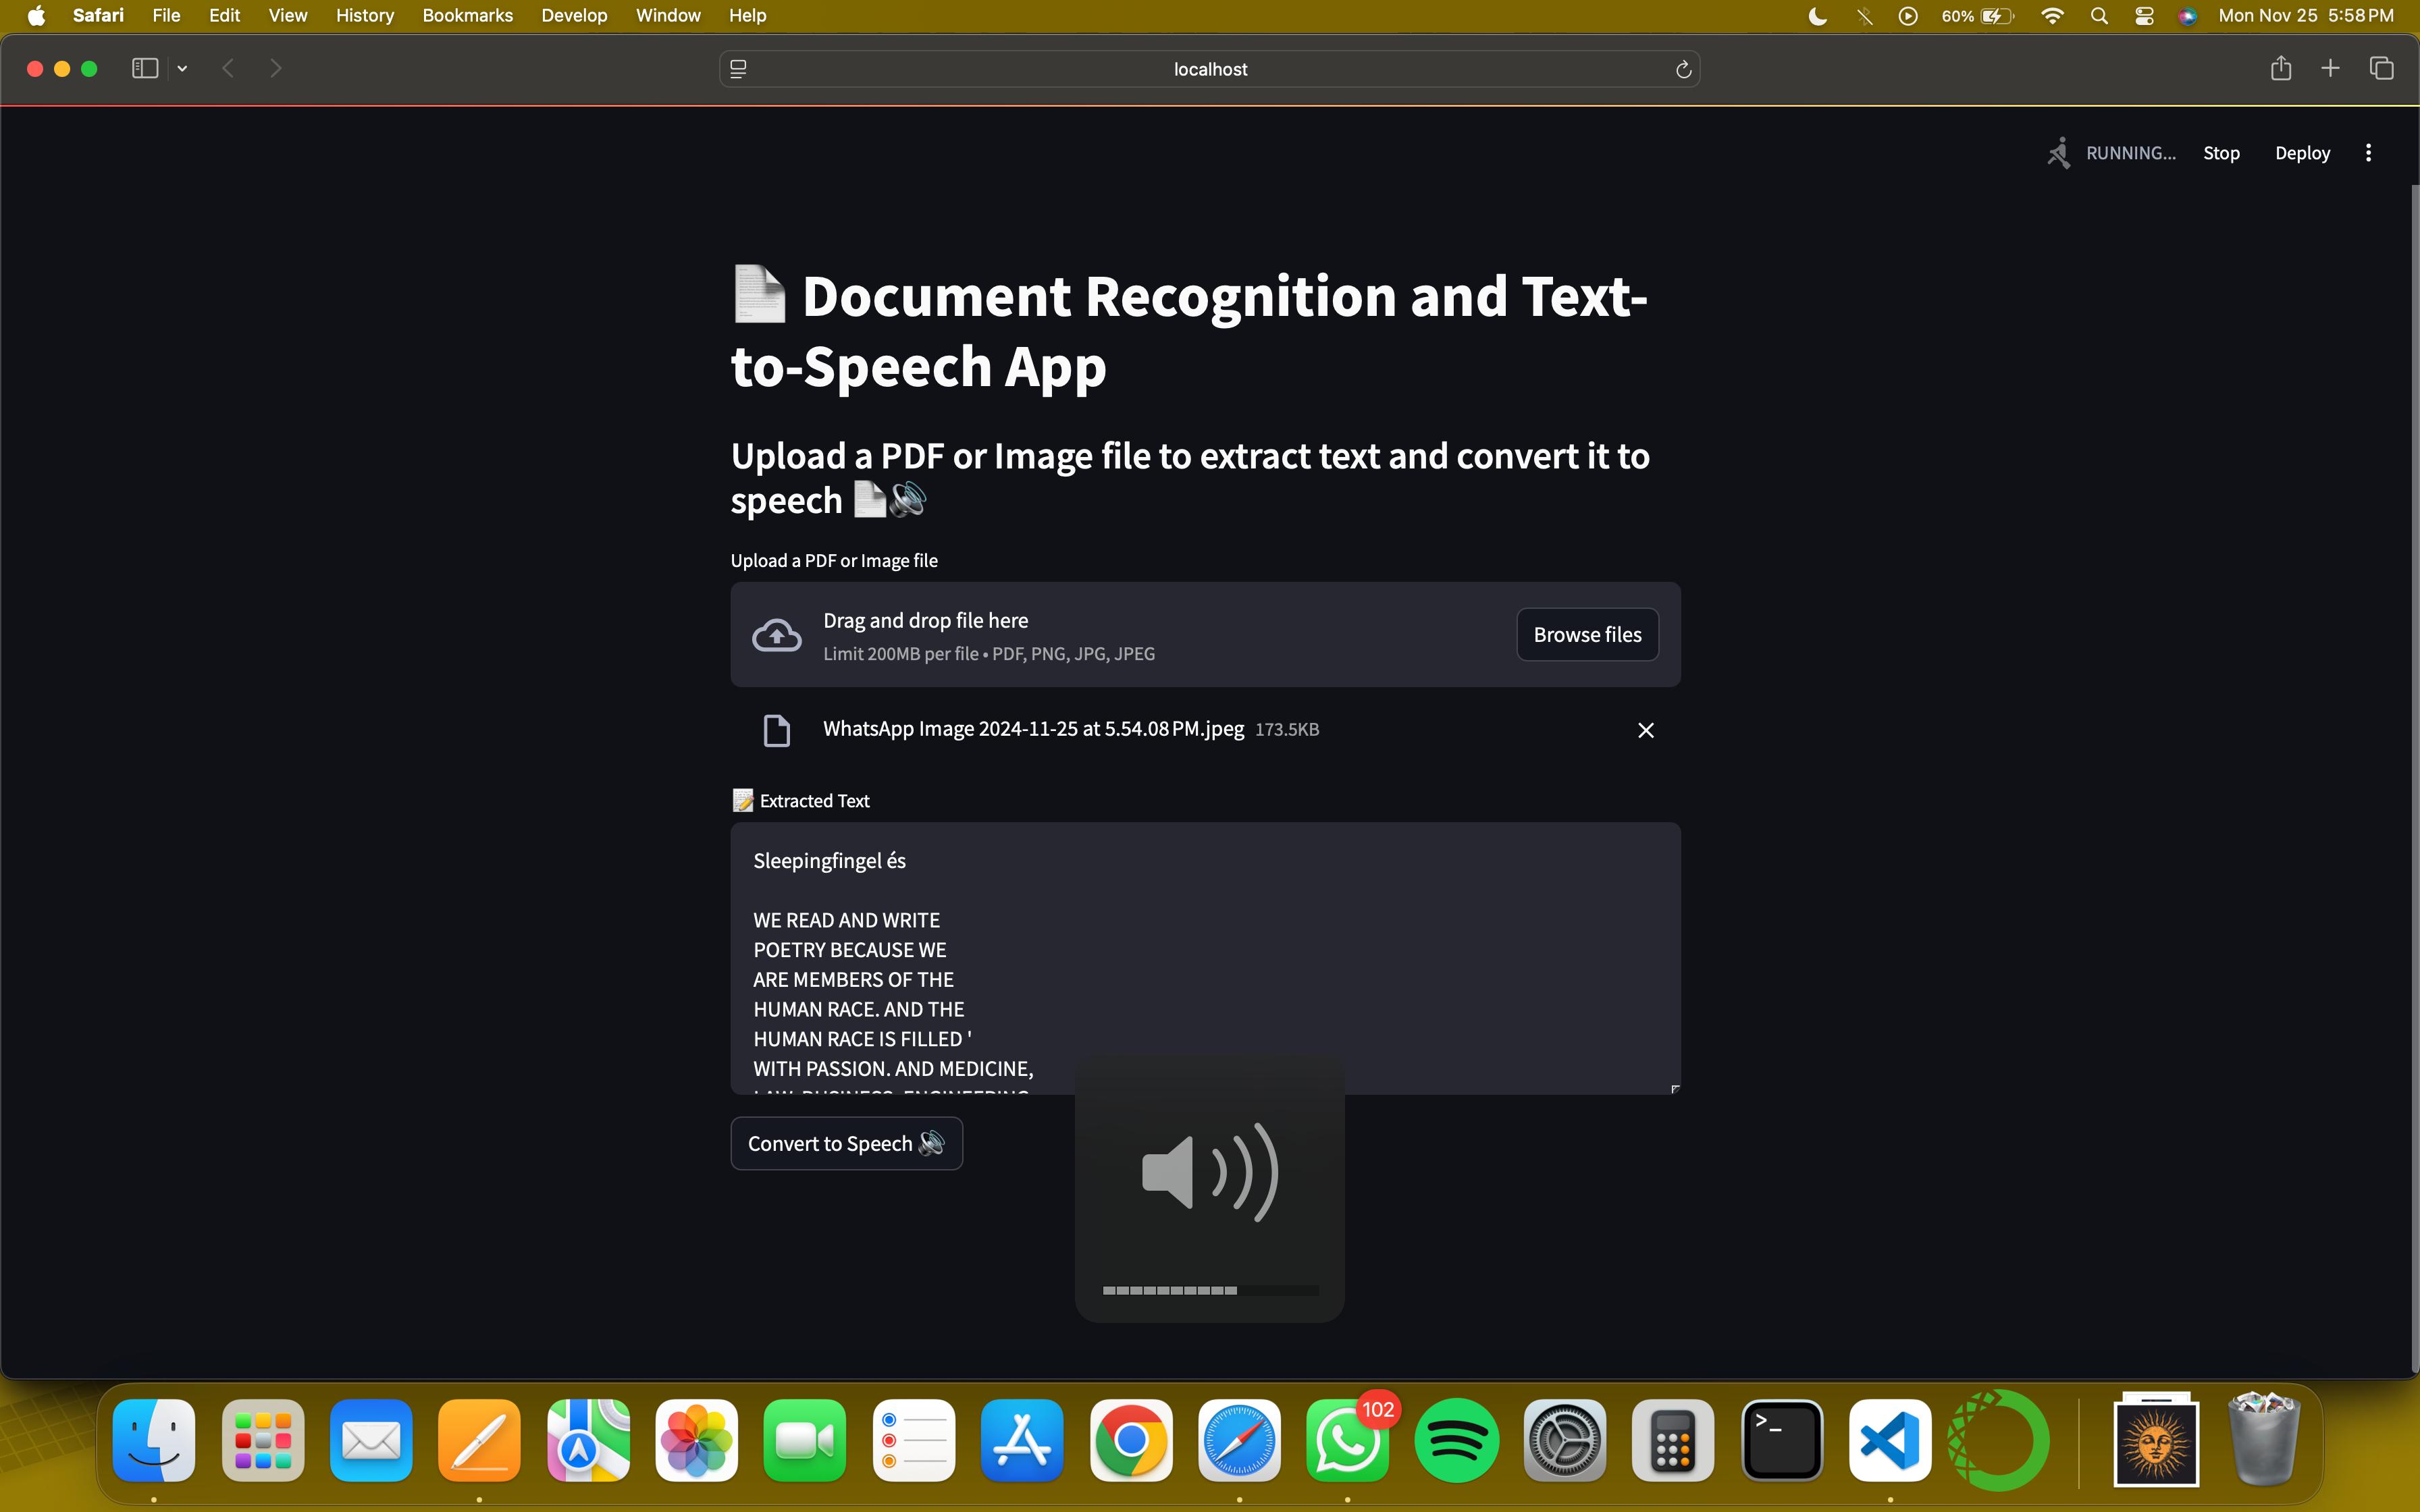 Safari File Edit View History Bookmarks Develop Window Help 60% Mon Nov 25 5:58 PM
localhost
RUNNING... Stop Deploy
Document Recognition and Text-
to-Speech App
Upload a PDF or Image file to extract text and convert it to
speech
Upload a PDF or Image file
Drag and drop file here
Limit 200MB per file • PDF, PNG, JPG, JPEG
Browse files
WhatsApp Image 2024-11-25 at 5.54.08 PM.jpeg 173.5KB
Extracted Text
Sleepingfingel és
WE READ AND WRITE
POETRY BECAUSE WE
ARE MEMBERS OF THE
HUMAN RACE. AND THE
HUMAN RACE IS FILLED '
WITH PASSION. AND MEDICINE,
LAW, BUSINESS, ENGINEERING
Convert to Speech
102
>_